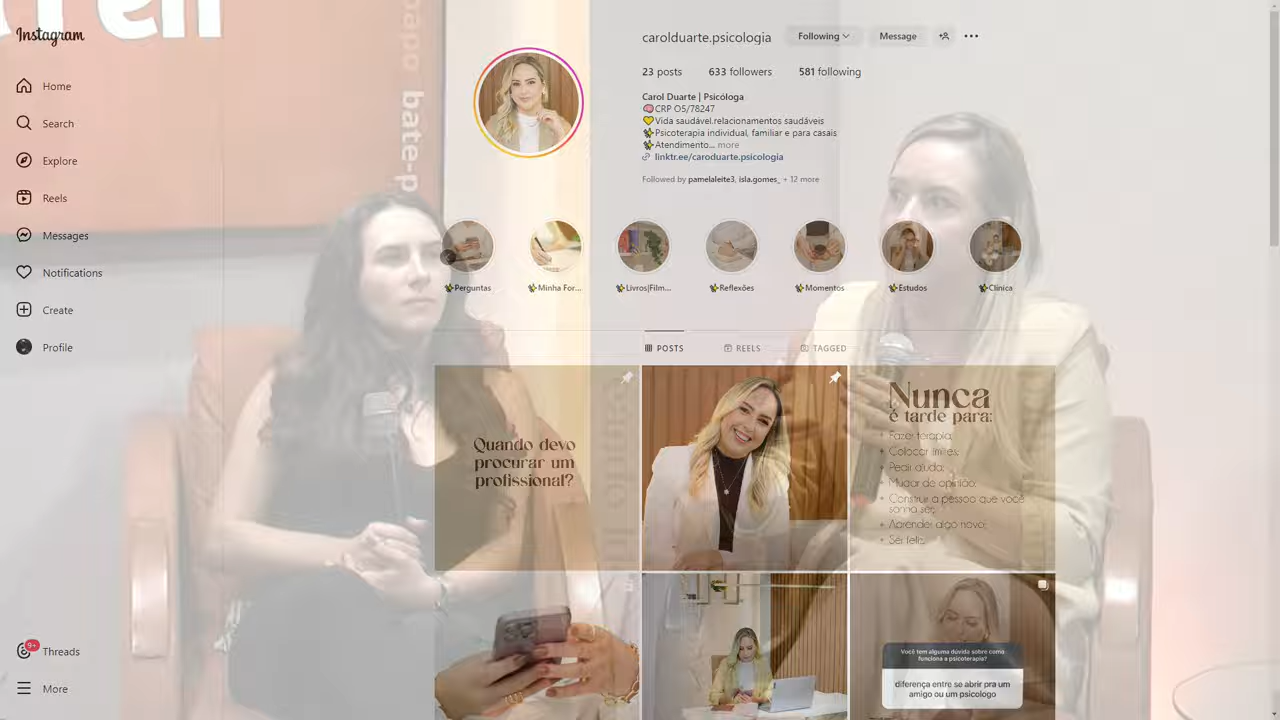 bate-papo
Instagram
Home
Search
Explore
Reels
Messages
Notifications
Create
Profile
9+
Threads
More
carolduarte.psicologia
Following
Message
23 posts
633 followers
581 following
Carol Duarte | Psicóloga
🧠CRP 05/78247
💛Vida saudável,relacionamentos saudáveis
✨Psicoterapia individual, familiar e para casais
✨Atendimento... more
linktr.ee/caroduarte.psicologia
Followed by pamelaleite3, isla.gomes_ + 12 more
✨Perguntas
✨Minha For...
✨Livros|Film...
✨Reflexões
✨Momentos
✨Estudos
✨Clínica
POSTS
REELS
TAGGED
Quando devo
procurar um
profissional?
Nunca
é tarde para:
Fazer terapia;
Colocar limites;
Pedir ajuda;
Mudar de opinião;
Construir a pessoa que você
sonha ser;
Aprender algo novo;
Ser feliz.
Você tem alguma dúvida sobre como
funciona a psicoterapia?
diferença entre se abrir pra um
amigo ou um psicologo